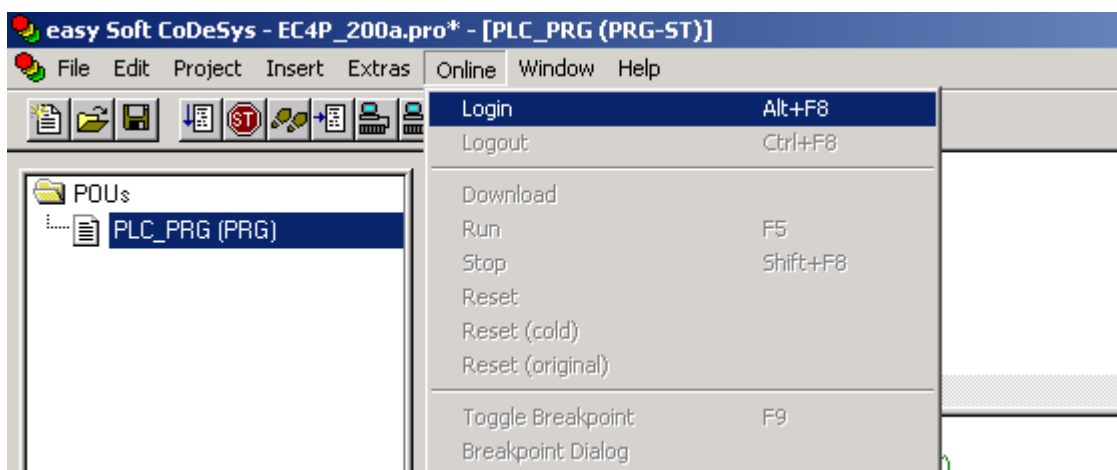 easy Soft CoDeSys - EC4P_200a.pro* - [PLC_PRG (PRG-ST)]
File Edit Project Insert Extras Online Window Help
ST
Login Alt+F8
Logout Ctrl+F8
POUs
PLC_PRG (PRG)
Download
Run F5
Stop Shift+F8
Reset
Reset (cold)
Reset (original)
Toggle Breakpoint F9
Breakpoint Dialog